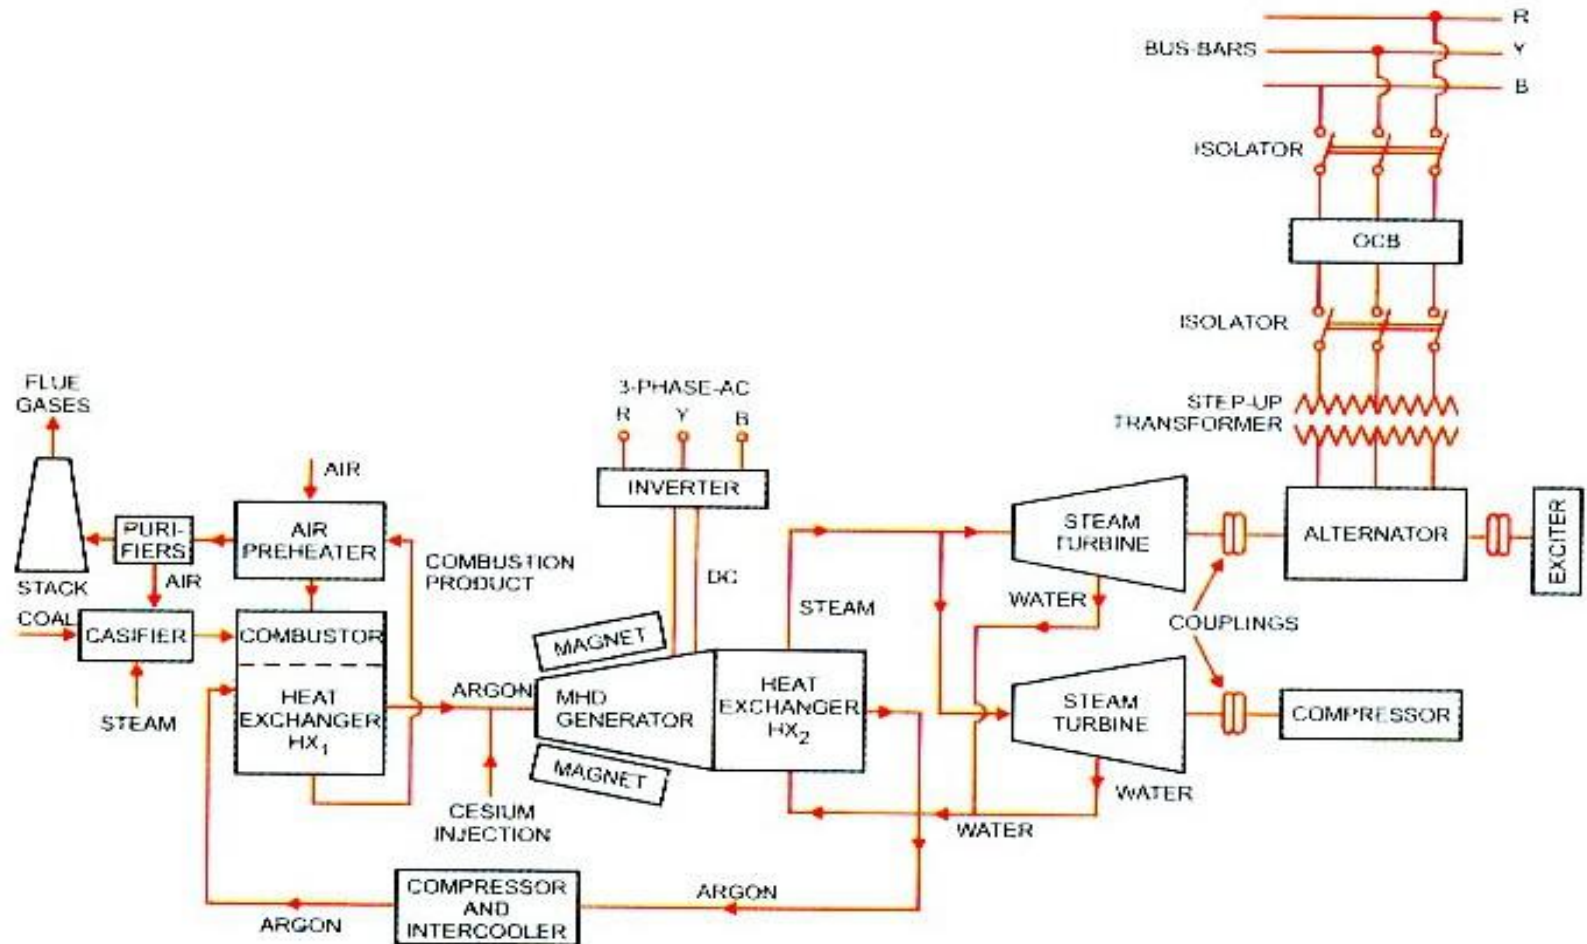 R
BUS-BARS
Y
B
ISOLATOR
OCB
ISOLATOR
FLUE
GASES
3-PHASE-AC
R
Y
B
STEP-UP
TRANSFORMER
AIR
INVERTER
PURI-
FIERS
AIR
PREHEATER
STEAM
TURBINE
ALTERNATOR
EXCITER
STACK
AIR
COMBUSTION
PRODUCT
DC
COAL
CASIFIER
COMBUSTOR
MAGNET
STEAM
WATER
COUPLINGS
STEAM
HEAT
EXCHANGER
HX1
ARGON
MHD
GENERATOR
HEAT
EXCHANGER
HX2
STEAM
TURBINE
COMPRESSOR
MAGNET
CESIUM
INJECTION
WATER
WATER
COMPRESSOR
AND
INTERCOOLER
ARGON
ARGON